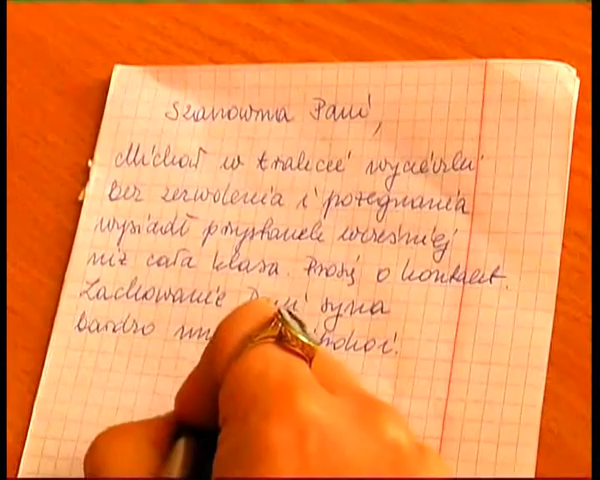 Szanowna Pani,
Michał w trakcie wycieczki
bez zezwolenia i pożegnania
wysiadł przystanek wcześniej
niż cała klasa. Proszę o kontakt.
Zachowanie Pani syna
bardzo